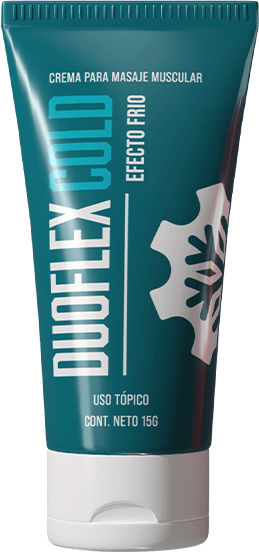 CREMA PARA MASAJE MUSCULAR
DUOFLEX COLD
EFECTO FRIO
USO TÓPICO
CONT. NETO 15G